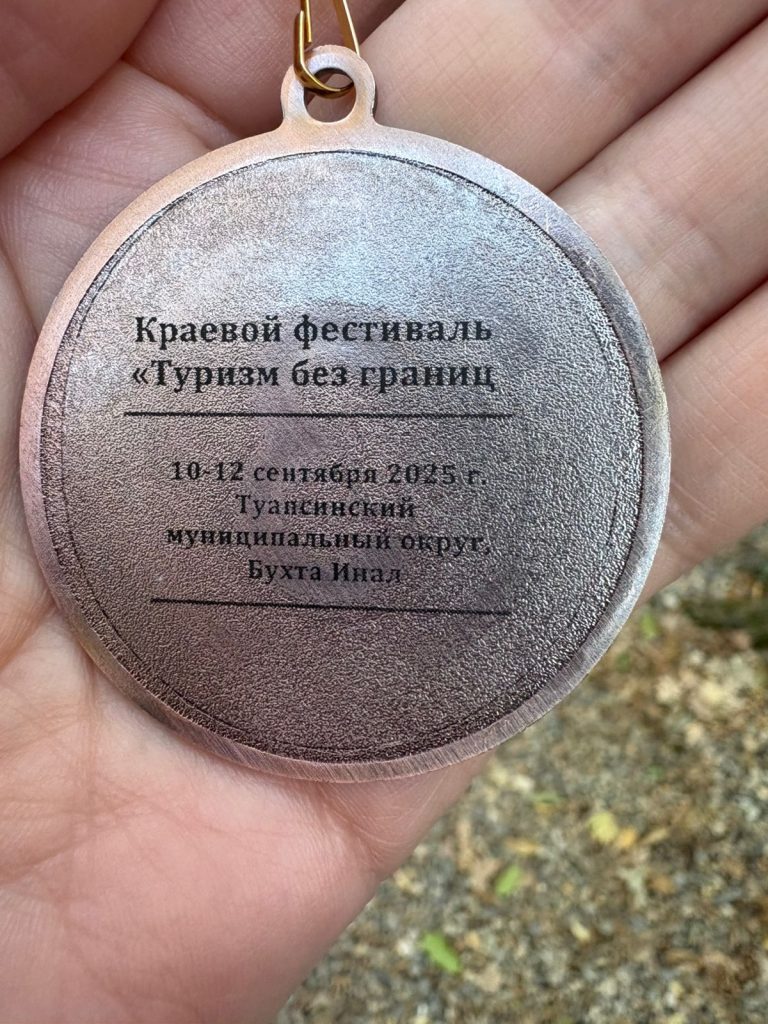 Краевой фестиваль
«Туризм без границ
10-12 сентября 2025 г.
Туапсинский
муниципальный округ,
Бухта Инал